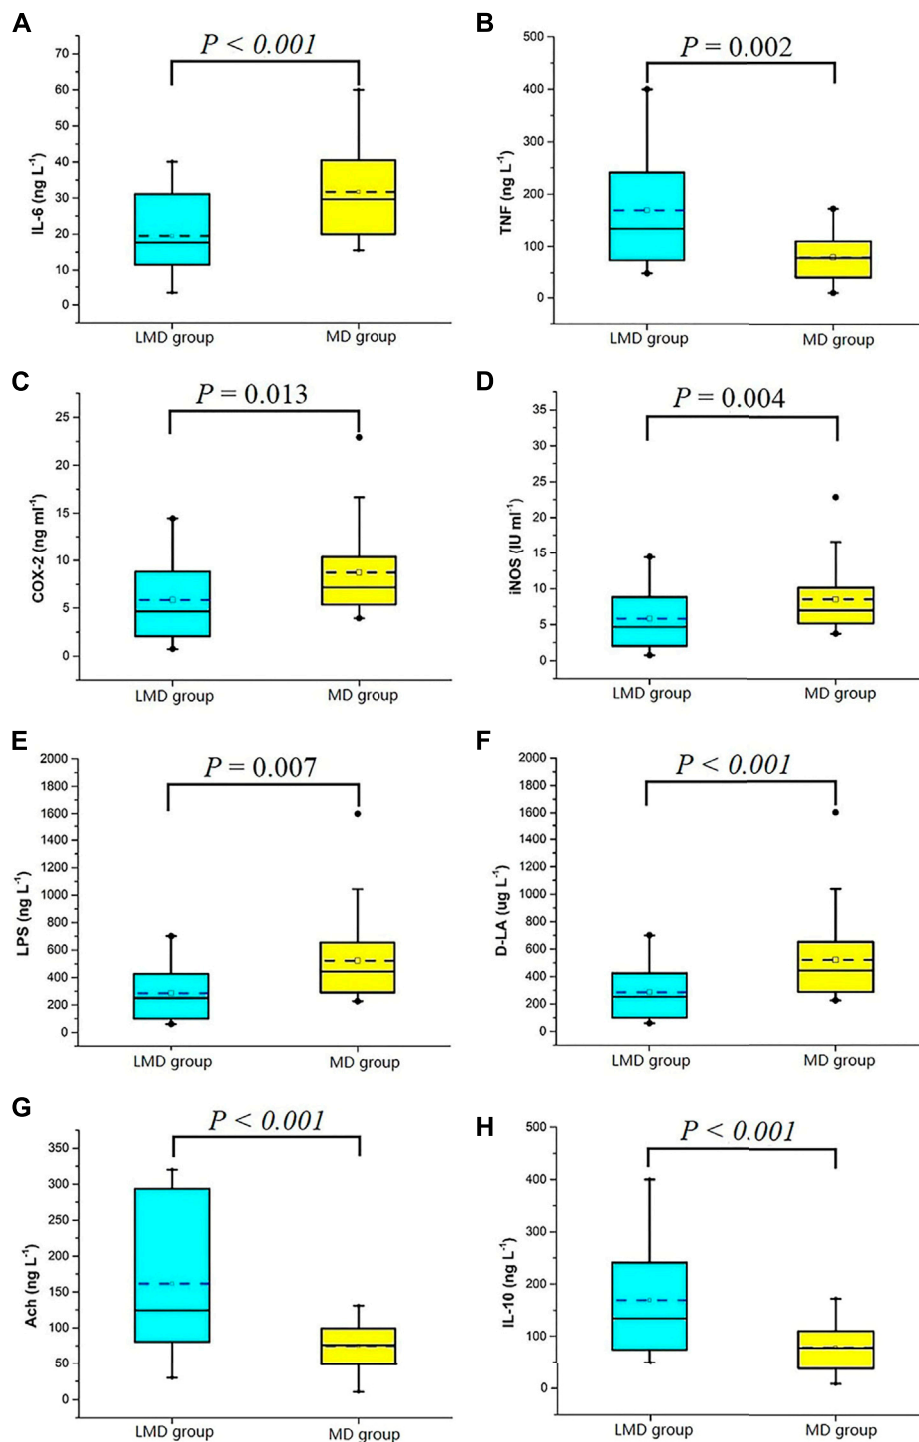 A
P < 0.001
IL-6 (ng L-1)
70
60
50
40
30
20
10
0
LMD group
MD group
B
P = 0.002
TNF (ng L-1)
500
400
300
200
100
0
LMD group
MD group
C
P = 0.013
COX-2 (ng ml-1)
25
20
15
10
5
0
LMD group
MD group
D
P = 0.004
iNOS (IU ml-1)
35
30
25
20
15
10
5
0
LMD group
MD group
E
P = 0.007
LPS (ng L-1)
2000
1800
1600
1400
1200
1000
800
600
400
200
0
LMD group
MD group
F
P < 0.001
D-LA (ug L-1)
2000
1800
1600
1400
1200
1000
800
600
400
200
0
LMD group
MD group
G
P < 0.001
Ach (ng L-1)
350
300
250
200
150
100
50
0
LMD group
MD group
H
P < 0.001
IL-10 (ng L-1)
500
400
300
200
100
0
LMD group
MD group